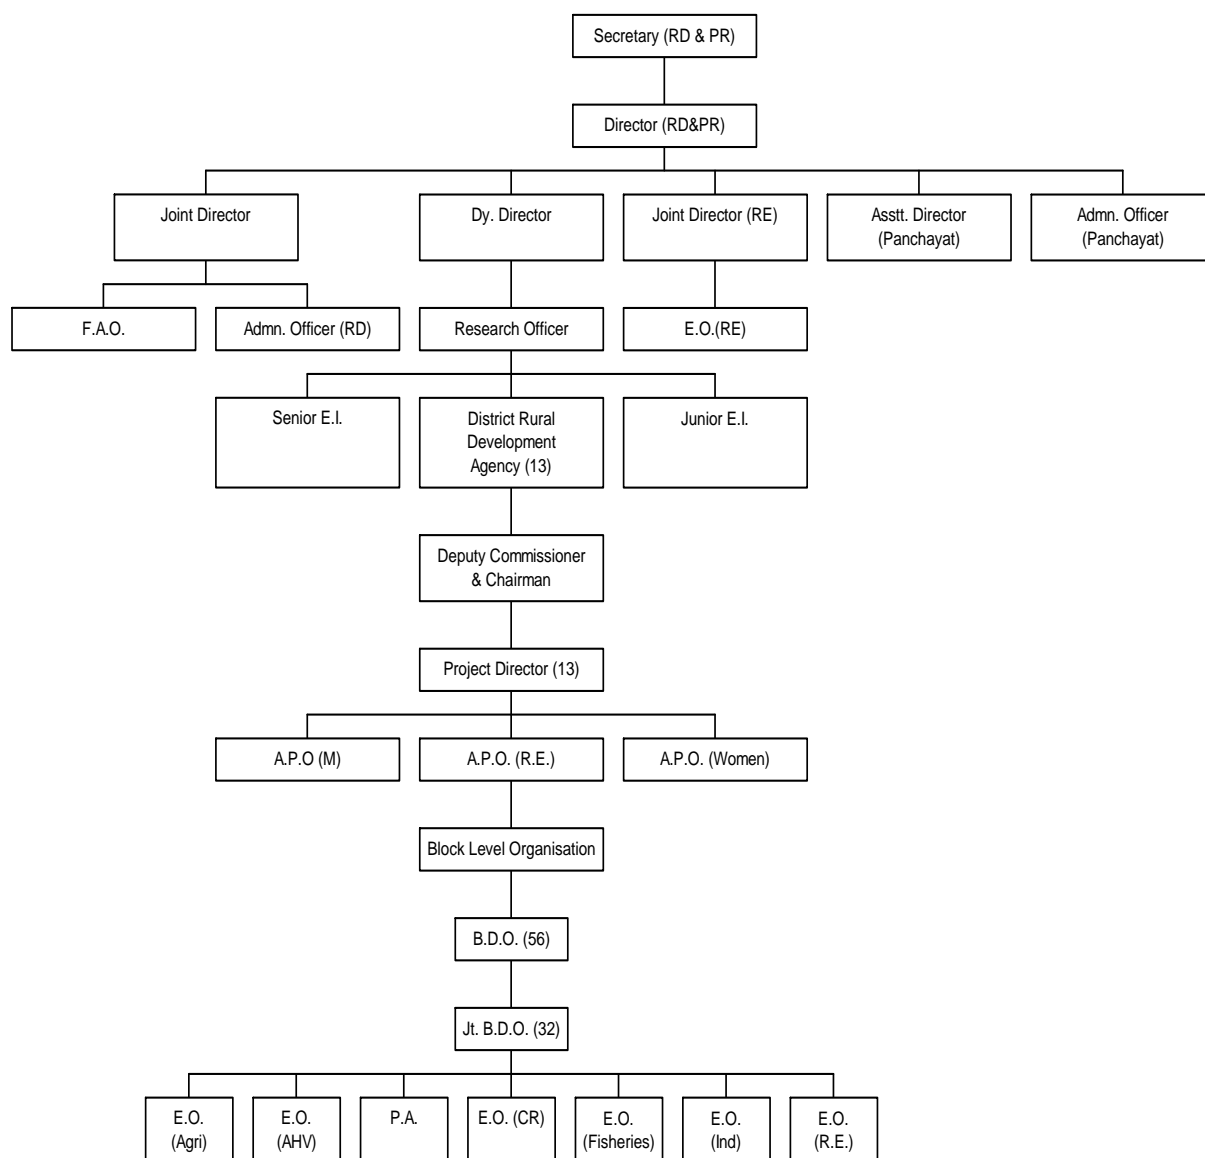 Secretary (RD & PR)
Director (RD&PR)
Joint Director
Dy. Director
Joint Director (RE)
Asstt. Director
(Panchayat)
Admn. Officer
(Panchayat)
F.A.O.
Admn. Officer (RD)
Research Officer
E.O.(RE)
Senior E.I.
District Rural
Development
Agency (13)
Junior E.I.
Deputy Commissioner
& Chairman
Project Director (13)
A.P.O (M)
A.P.O. (R.E.)
A.P.O. (Women)
Block Level Organisation
B.D.O. (56)
Jt. B.D.O. (32)
E.O.
(Agri)
E.O.
(AHV)
P.A.
E.O. (CR)
E.O.
(Fisheries)
E.O.
(Ind)
E.O.
(R.E.)